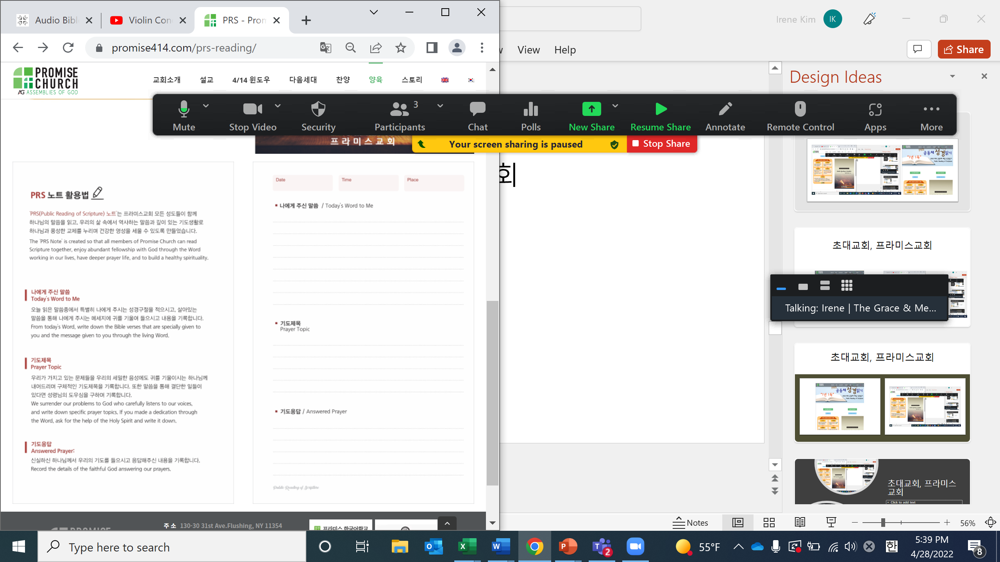 Audio Bibl
Violin Con
PRS - Prom
promise414.com/prs-reading/
Irene Kim
IK
View
Help
Share
PROMISE
CHURCH
AG ASSEMBLIES OF GOD
교회소개
설교
4/14 윈도우
다음세대
찬양
양육
스토리
Design Ideas
Mute
Stop Video
Security
3
Participants
Chat
Polls
New Share
Resume Share
Annotate
Remote Control
Apps
More
Your screen sharing is paused
Stop Share
프라미스교회
회
PRS 노트 활용법
'PRS(Public Reading of Scripture) 노트'는 프라미스교회 모든 성도들이 함께
하나님의 말씀을 읽고, 우리의 삶 속에서 역사하는 말씀과 깊이 있는 기도생활로
하나님과 풍성한 교제를 누리며 건강한 영성을 세울 수 있도록 만들었습니다.
The 'PRS Note' is created so that all members of Promise Church can read
Scripture together, enjoy abundant fellowship with God through the Word
working in our lives, have deeper prayer life, and to build a healthy spirituality.
나에게 주신 말씀
Today's Word to Me
오늘 읽은 말씀중에서 특별히 나에게 주시는 성경구절을 적으시고, 살아있는
말씀을 통해 나에게 주시는 메세지에 귀를 기울여 들으시고 내용을 기록합니다.
From today's Word, write down the Bible verses that are specially given to
you and the message given to you through the living Word.
기도제목
Prayer Topic
우리가 가지고 있는 문제들을 우리의 세밀한 음성에도 귀를 기울이시는 하나님께
내어드리며 구체적인 기도제목을 기록합니다. 또한 말씀을 통해 결단한 일들이
있다면 성령님의 도우심을 구하며 기록합니다.
We surrender our problems to God who carefully listens to our voices,
and write down specific prayer topics. If you made a dedication through
the Word, ask for the help of the Holy Spirit and write it down.
기도응답
Answered Prayer:
신실하신 하나님께서 우리의 기도를 들으시고 응답해주신 내용을 기록합니다.
Record the details of the faithful God answering our prayers.
Date
Time
Place
나에게 주신 말씀 / Today's Word to Me
기도제목
Prayer Topic
기도응답 / Answered Prayer
Public Reading of Scripture
주소 130-30 31st Ave.Flushing, NY 11354
프라미스 한국어학교
초대교회, 프라미스교회
Talking: Irene | The Grace & Me...
초대교회, 프라미스교회
초대교회, 프라미스
교회
Click to add text
Notes
56%
Type here to search
2
55°F
한
5:39 PM
4/28/2022
8